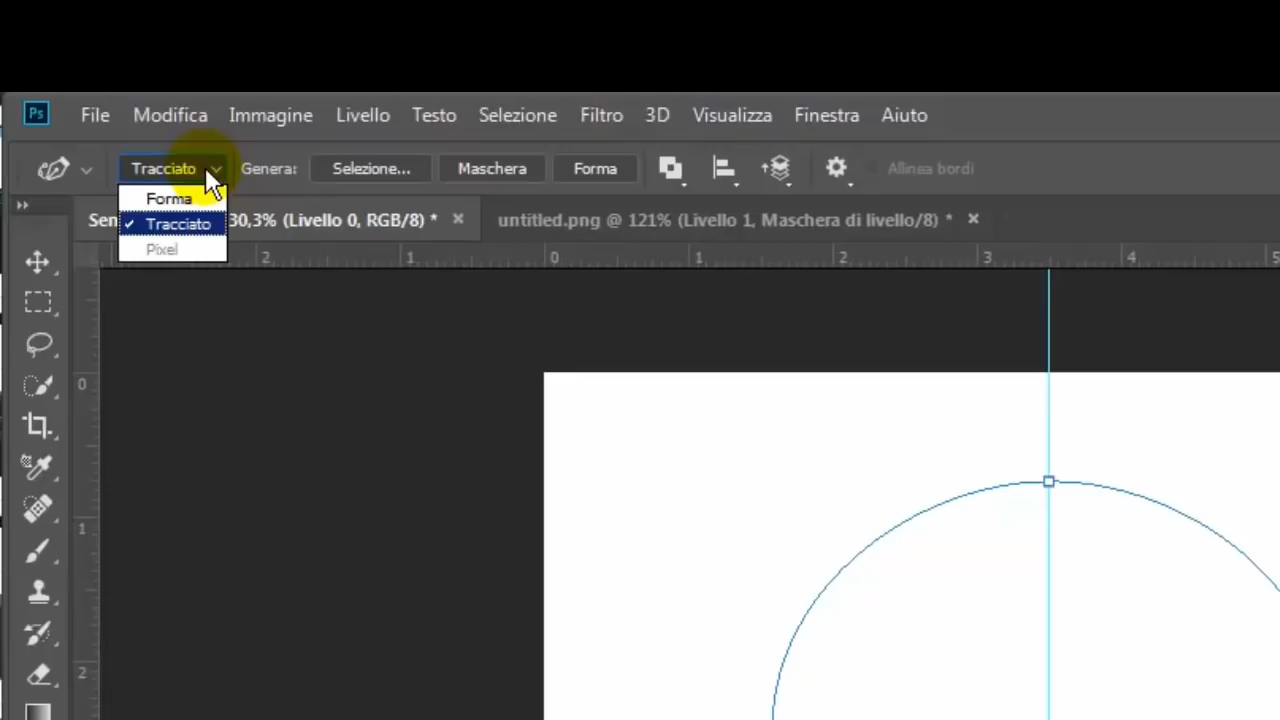 Ps File Modifica Immagine Livello Testo Selezione Filtro 3D Visualizza Finestra Aiuto
Tracciato Genera: Selezione... Maschera Forma Allinea bordi
Forma
Tracciato
Pixel
Sen 30,3% (Livello 0, RGB/8) * × untitled.png @ 121% (Livello 1, Maschera di livello/8) * ×
2 1 0 1 2 3 4 5
0
1
2